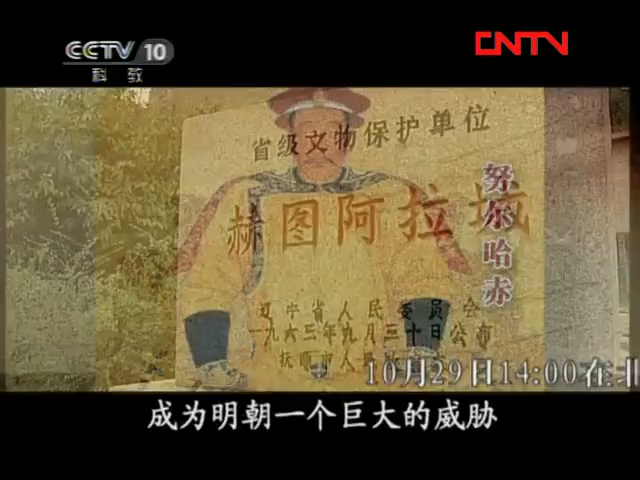 CCTV 10
科教
CNTV
省级文物保护单位
赫图阿拉城
努尔哈赤
辽宁省人民委员会
一九六三年九月三十日公布
抚顺市人民
10月29日14:00在北
成为明朝一个巨大的威胁